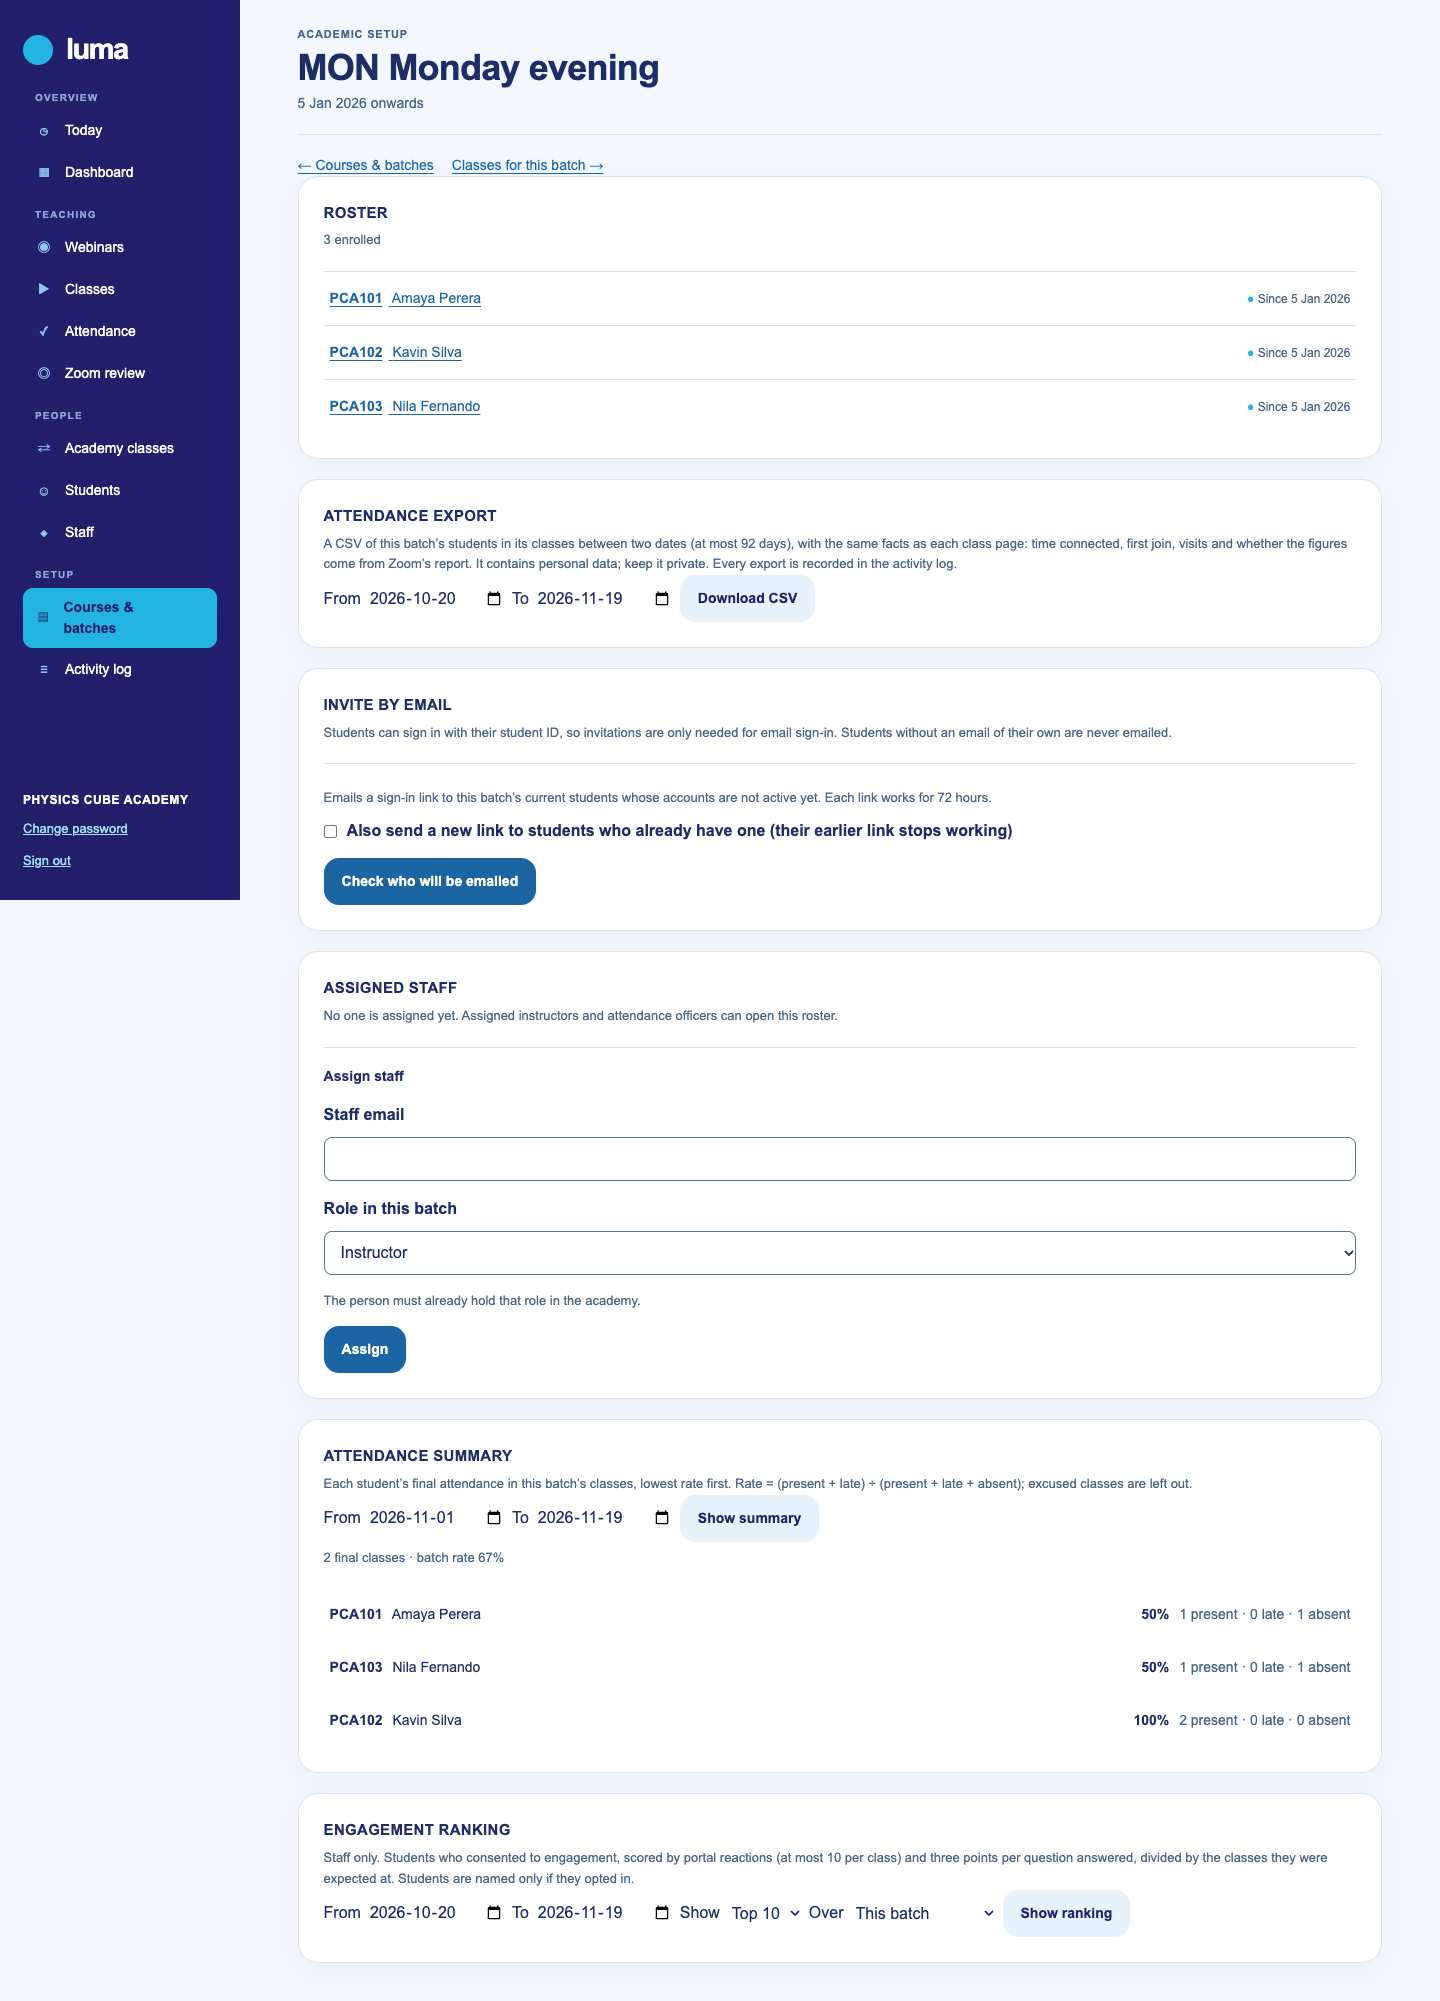 luma
OVERVIEW
Today
Dashboard
TEACHING
Webinars
Classes
Attendance
Zoom review
PEOPLE
Academy classes
Students
Staff
SETUP
Courses &
batches
Activity log
PHYSICS CUBE ACADEMY
Change password
Sign out
ACADEMIC SETUP
MON Monday evening
5 Jan 2026 onwards
← Courses & batches Classes for this batch →
ROSTER
3 enrolled
PCA101 Amaya Perera Since 5 Jan 2026
PCA102 Kavin Silva Since 5 Jan 2026
PCA103 Nila Fernando Since 5 Jan 2026
ATTENDANCE EXPORT
A CSV of this batch’s students in its classes between two dates (at most 92 days), with the same facts as each class page: time connected, first join, visits and whether the figures
come from Zoom’s report. It contains personal data; keep it private. Every export is recorded in the activity log.
From 2026-10-20 To 2026-11-19 Download CSV
INVITE BY EMAIL
Students can sign in with their student ID, so invitations are only needed for email sign-in. Students without an email of their own are never emailed.
Emails a sign-in link to this batch’s current students whose accounts are not active yet. Each link works for 72 hours.
Also send a new link to students who already have one (their earlier link stops working)
Check who will be emailed
ASSIGNED STAFF
No one is assigned yet. Assigned instructors and attendance officers can open this roster.
Assign staff
Staff email
Role in this batch
Instructor
The person must already hold that role in the academy.
Assign
ATTENDANCE SUMMARY
Each student’s final attendance in this batch’s classes, lowest rate first. Rate = (present + late) ÷ (present + late + absent); excused classes are left out.
From 2026-11-01 To 2026-11-19 Show summary
2 final classes · batch rate 67%
PCA101 Amaya Perera 50% 1 present · 0 late · 1 absent
PCA103 Nila Fernando 50% 1 present · 0 late · 1 absent
PCA102 Kavin Silva 100% 2 present · 0 late · 0 absent
ENGAGEMENT RANKING
Staff only. Students who consented to engagement, scored by portal reactions (at most 10 per class) and three points per question answered, divided by the classes they were
expected at. Students are named only if they opted in.
From 2026-10-20 To 2026-11-19 Show Top 10 Over This batch Show ranking